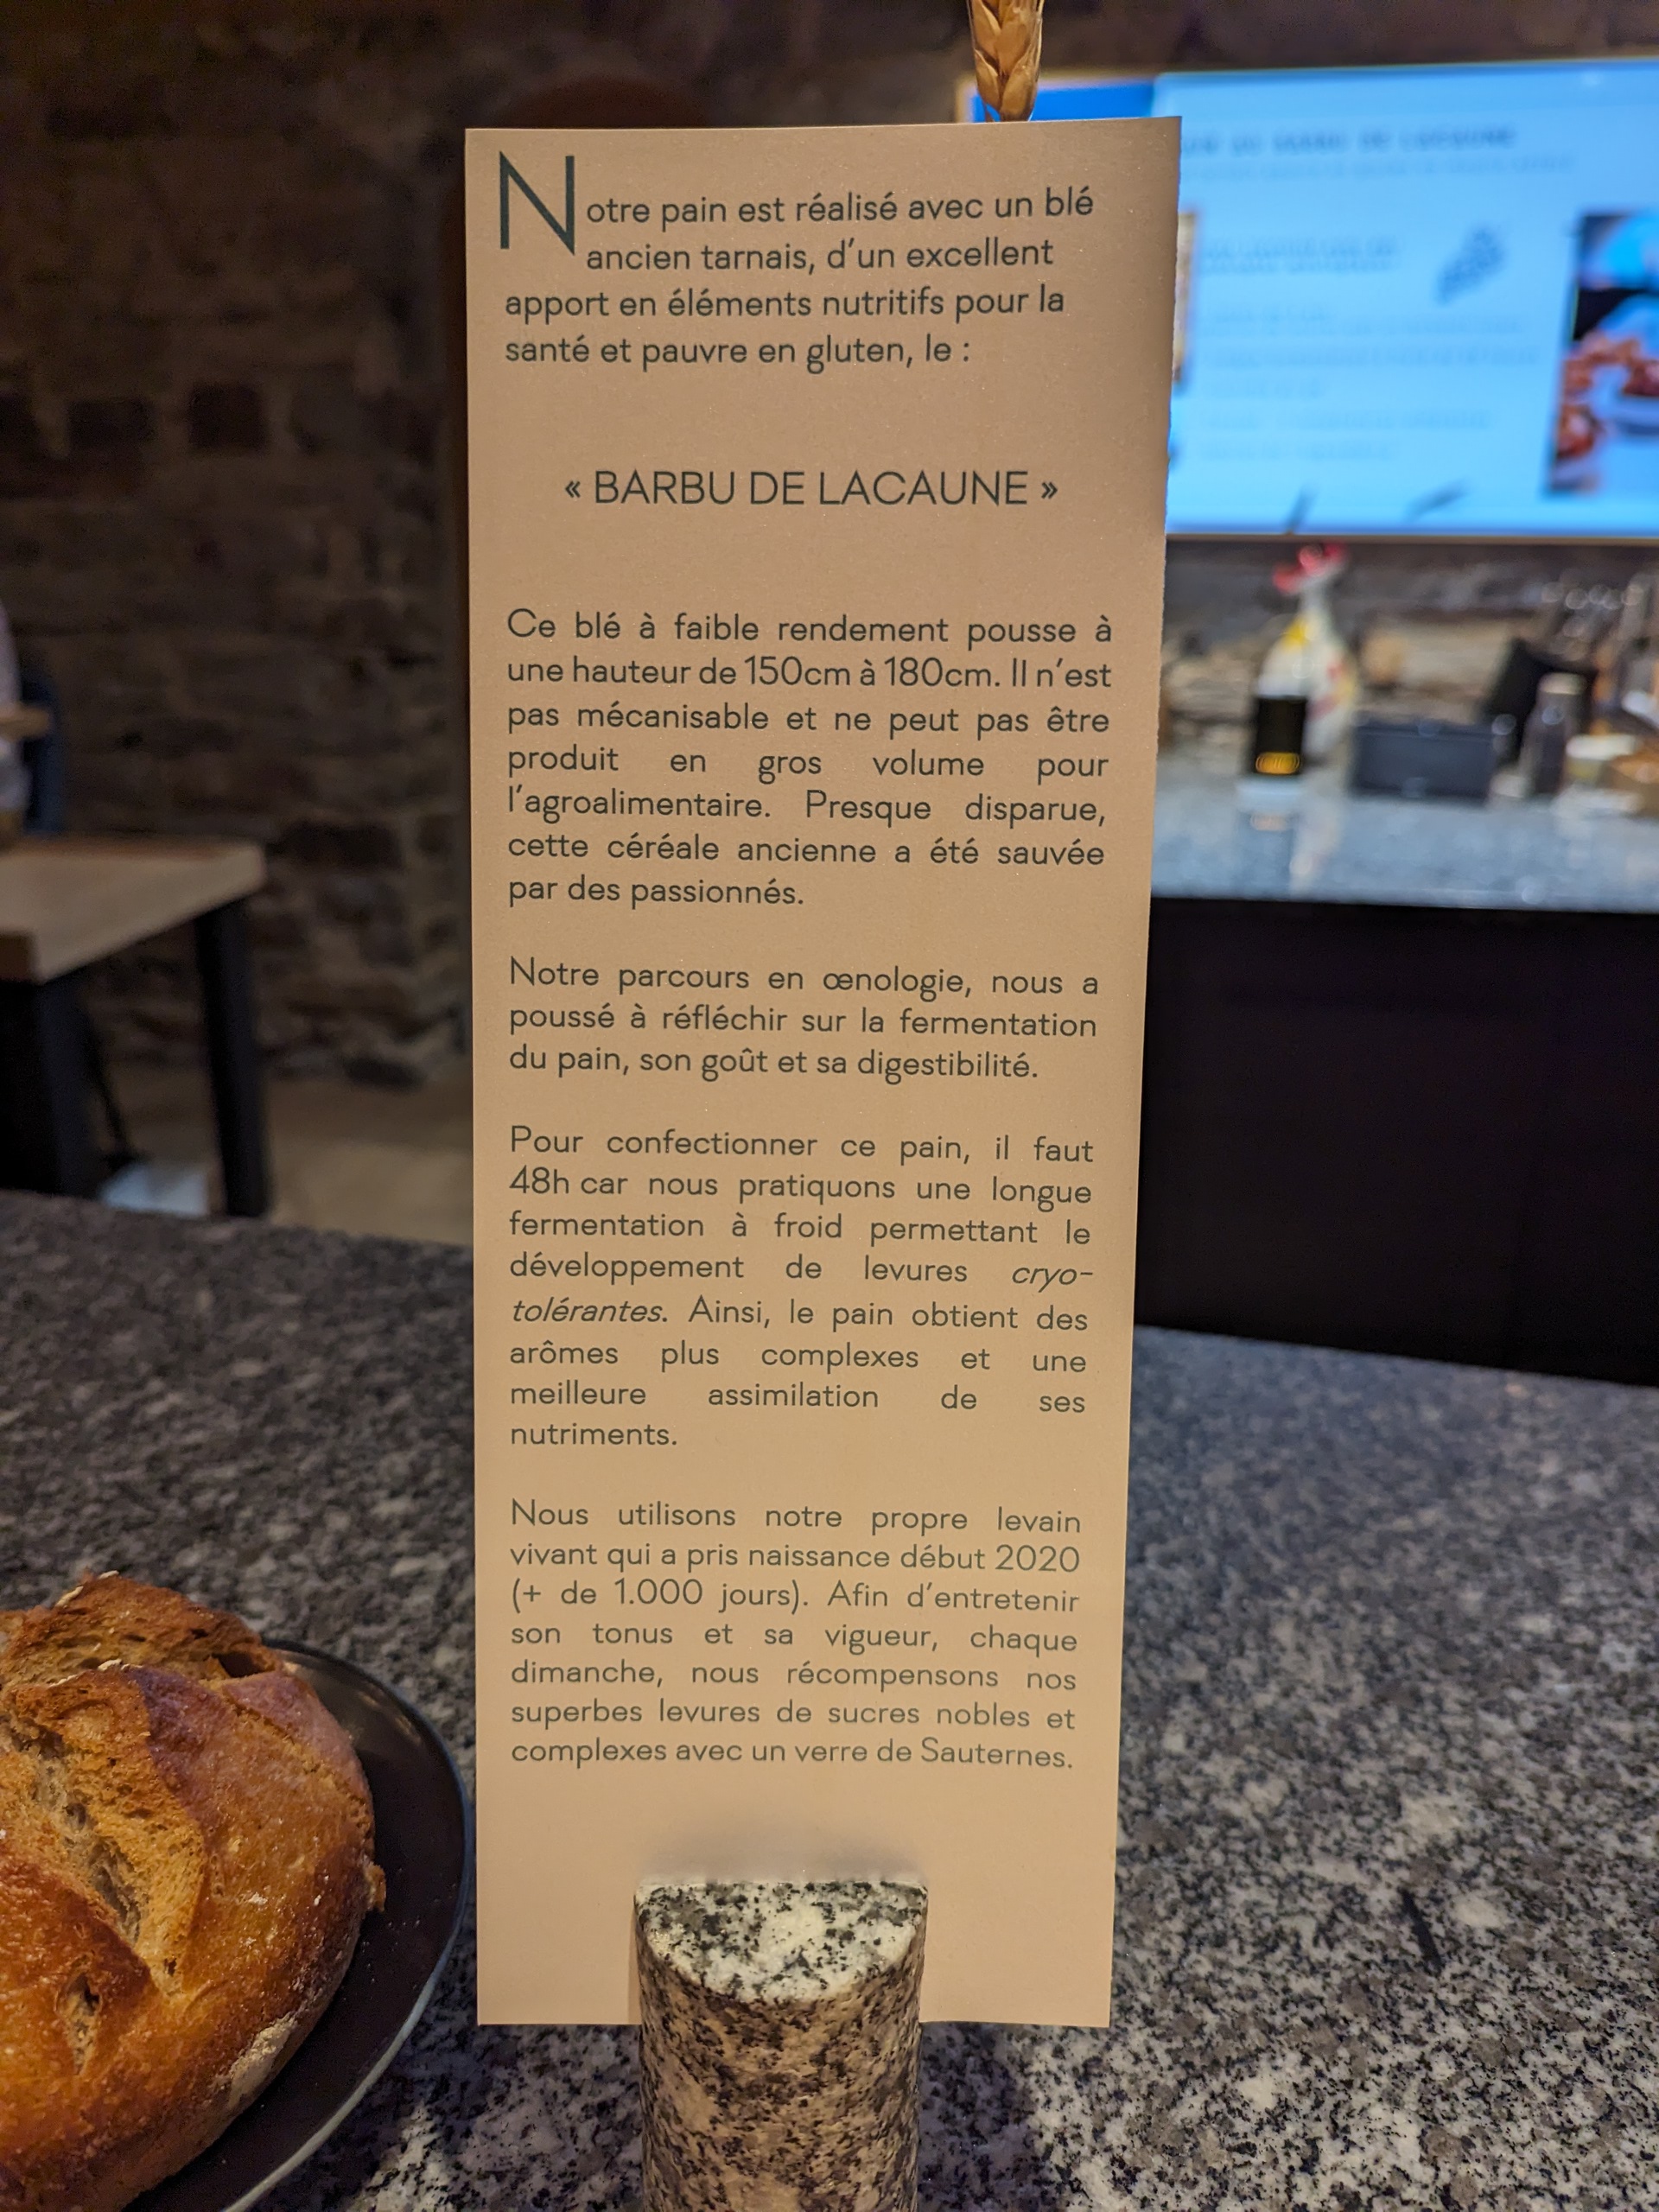 Notre pain est réalisé avec un blé
ancien tarnais, d'un excellent
apport en éléments nutritifs pour la
santé et pauvre en gluten, le :
« BARBU DE LACAUNE »
Ce blé à faible rendement pousse à
une hauteur de 150cm à 180cm. Il n'est
pas mécanisable et ne peut pas être
produit en gros volume pour
l'agroalimentaire. Presque disparue,
cette céréale ancienne a été sauvée
par des passionnés.
Notre parcours en œnologie, nous a
poussé à réfléchir sur la fermentation
du pain, son goût et sa digestibilité.
Pour confectionner ce pain, il faut
48h car nous pratiquons une longue
fermentation à froid permettant le
développement de levures cryo-
tolérantes. Ainsi, le pain obtient des
arômes plus complexes et une
meilleure assimilation de ses
nutriments.
Nous utilisons notre propre levain
vivant qui a pris naissance début 2020
(+ de 1.000 jours). Afin d'entretenir
son tonus et sa vigueur, chaque
dimanche, nous récompensons nos
superbes levures de sucres nobles et
complexes avec un verre de Sauternes.
DE LACAUNE